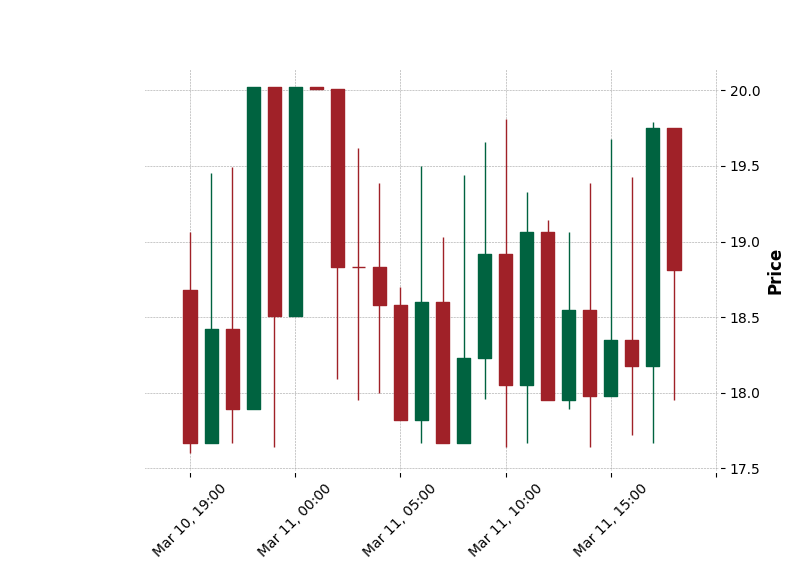 20.0
19.5
19.0
18.5
18.0
17.5
Price
Mar 10, 19:00
Mar 11, 00:00
Mar 11, 05:00
Mar 11, 10:00
Mar 11, 15:00